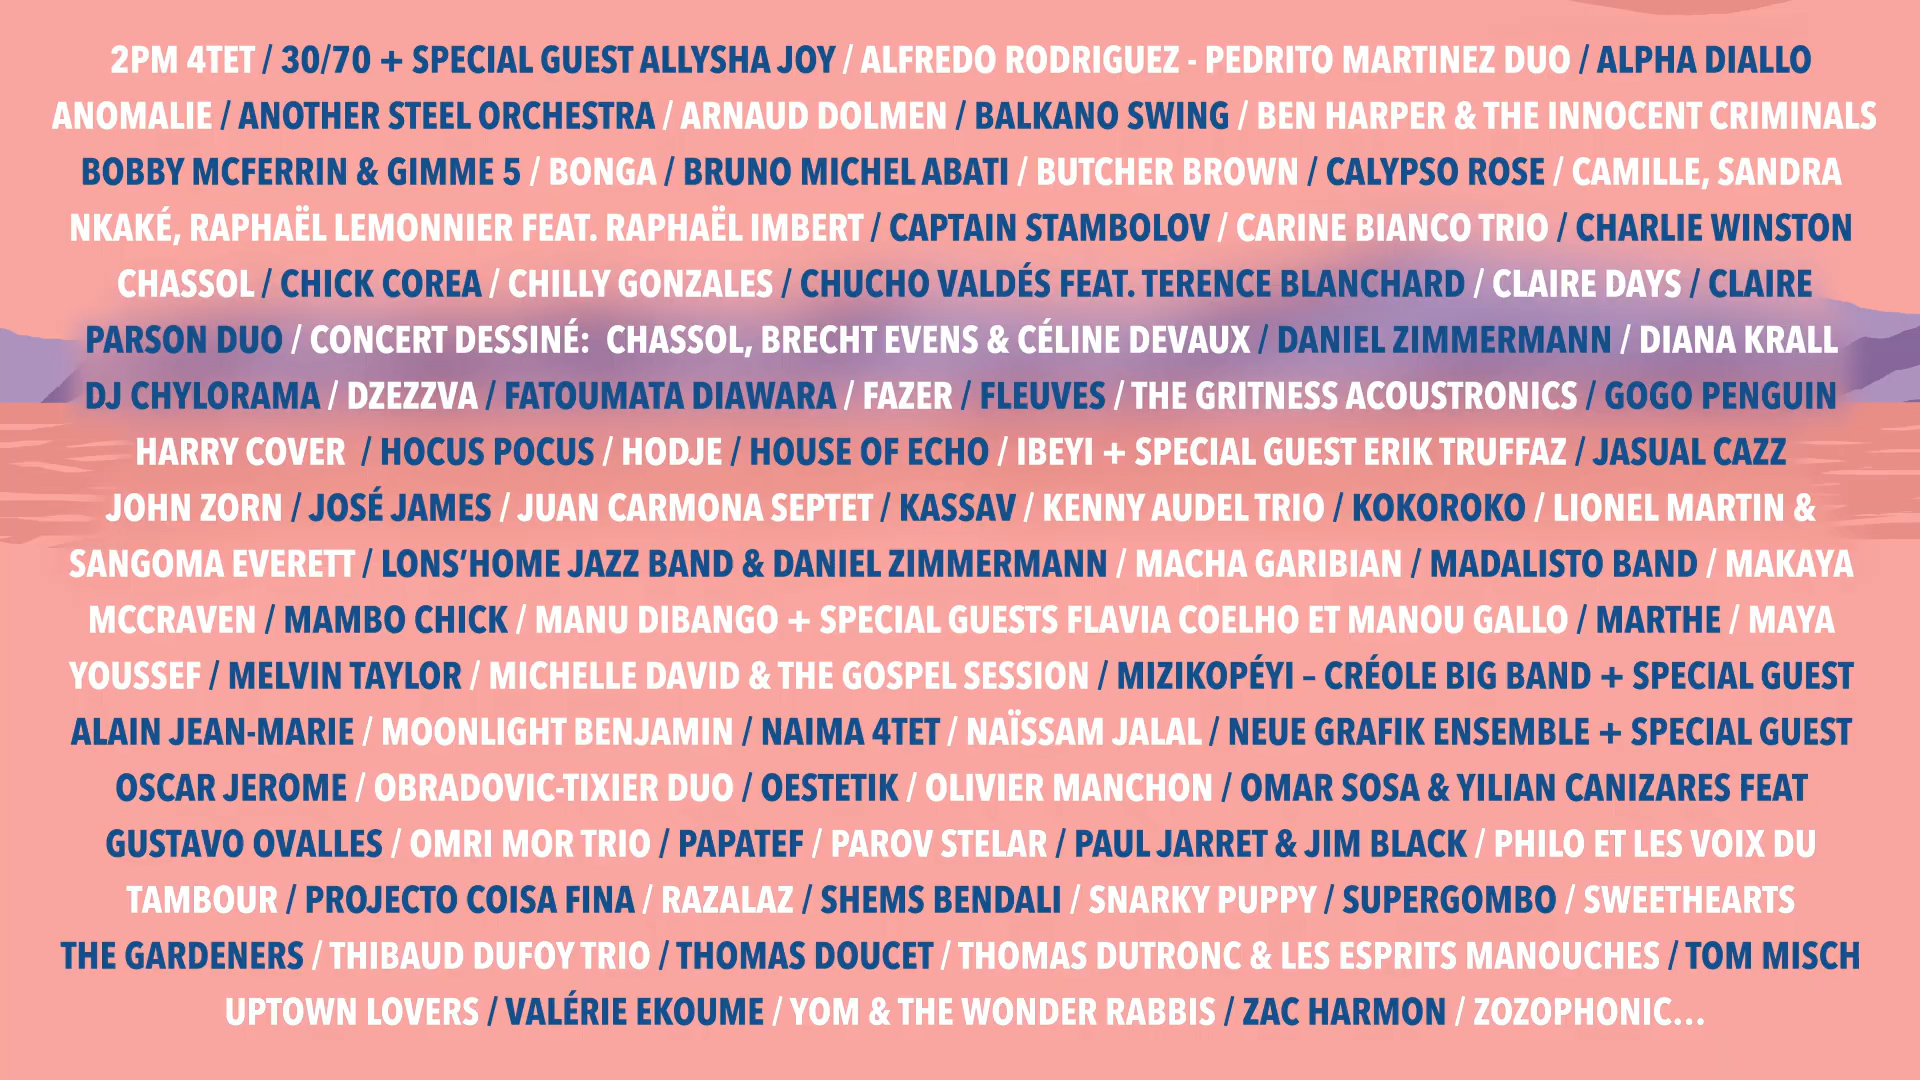 2PM 4TET / 30/70 + SPECIAL GUEST ALLYSHA JOY / ALFREDO RODRIGUEZ - PEDRITO MARTINEZ DUO / ALPHA DIALLO
ANOMALIE / ANOTHER STEEL ORCHESTRA / ARNAUD DOLMEN / BALKANO SWING / BEN HARPER & THE INNOCENT CRIMINALS
BOBBY MCFERRIN & GIMME 5 / BONGA / BRUNO MICHEL ABATI / BUTCHER BROWN / CALYPSO ROSE / CAMILLE, SANDRA
NKAKÉ, RAPHAËL LEMONNIER FEAT. RAPHAËL IMBERT / CAPTAIN STAMBOLOV / CARINE BIANCO TRIO / CHARLIE WINSTON
CHASSOL / CHICK COREA / CHILLY GONZALES / CHUCHO VALDÉS FEAT. TERENCE BLANCHARD / CLAIRE DAYS / CLAIRE
PARSON DUO / CONCERT DESSINÉ: CHASSOL, BRECHT EVENS & CÉLINE DEVAUX / DANIEL ZIMMERMANN / DIANA KRALL
DJ CHYLORAMA / DZEZZVA / FATOUMATA DIAWARA / FAZER / FLEUVES / THE GRITNESS ACOUSTRONICS / GOGO PENGUIN
HARRY COVER / HOCUS POCUS / HODJE / HOUSE OF ECHO / IBEYI + SPECIAL GUEST ERIK TRUFFAZ / JASUAL CAZZ
JOHN ZORN / JOSÉ JAMES / JUAN CARMONA SEPTET / KASSAV / KENNY AUDEL TRIO / KOKOROKO / LIONEL MARTIN &
SANGOMA EVERETT / LONS'HOME JAZZ BAND & DANIEL ZIMMERMANN / MACHA GARIBIAN / MADALISTO BAND / MAKAYA
MCCRAVEN / MAMBO CHICK / MANU DIBANGO + SPECIAL GUESTS FLAVIA COELHO ET MANOU GALLO / MARTHE / MAYA
YOUSSEF / MELVIN TAYLOR / MICHELLE DAVID & THE GOSPEL SESSION / MIZIKOPÉYI – CRÉOLE BIG BAND + SPECIAL GUEST
ALAIN JEAN-MARIE / MOONLIGHT BENJAMIN / NAIMA 4TET / NAÏSSAM JALAL / NEUE GRAFIK ENSEMBLE + SPECIAL GUEST
OSCAR JEROME / OBRADOVIC-TIXIER DUO / OESTETIK / OLIVIER MANCHON / OMAR SOSA & YILIAN CANIZARES FEAT
GUSTAVO OVALLES / OMRI MOR TRIO / PAPATEF / PAROV STELAR / PAUL JARRET & JIM BLACK / PHILO ET LES VOIX DU
TAMBOUR / PROJECTO COISA FINA / RAZALAZ / SHEMS BENDALI / SNARKY PUPPY / SUPERGOMBO / SWEETHEARTS
THE GARDENERS / THIBAUD DUFOY TRIO / THOMAS DOUCET / THOMAS DUTRONC & LES ESPRITS MANOUCHES / TOM MISCH
UPTOWN LOVERS / VALÉRIE EKOUME / YOM & THE WONDER RABBIS / ZAC HARMON / ZOZOPHONIC...